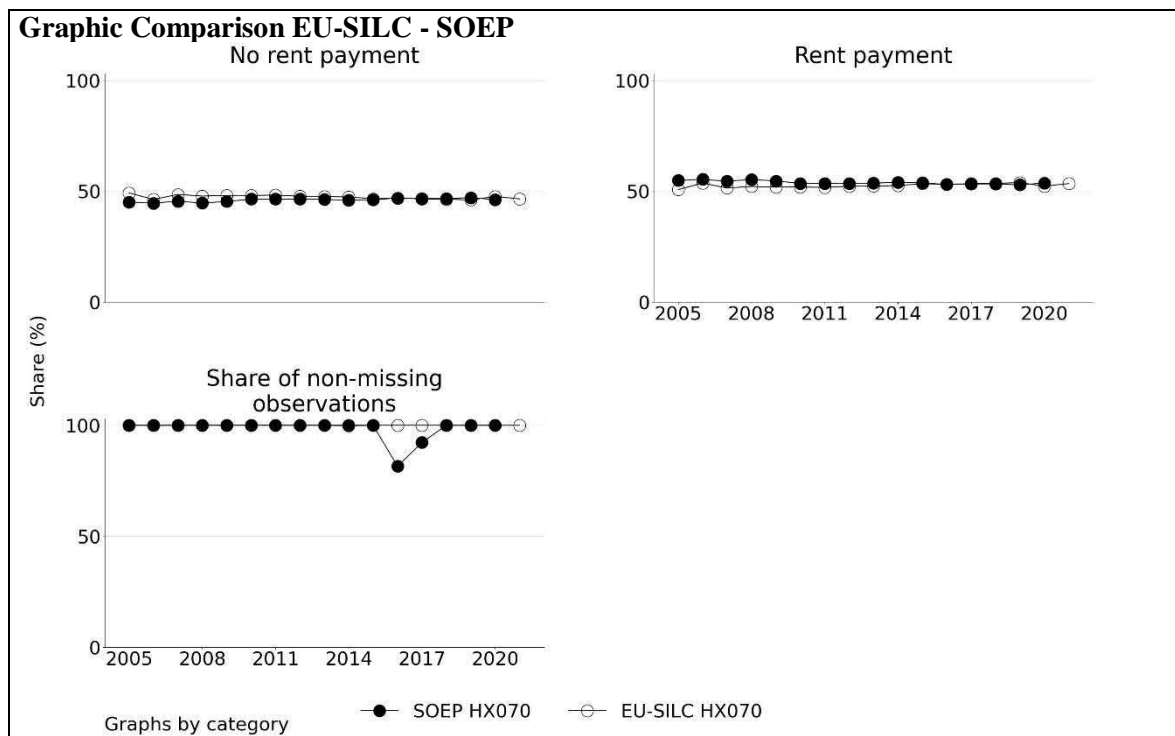 Graphic Comparison EU-SILC - SOEP
No rent payment
100
50
0
Rent payment
100
50
0
2005 2008 2011 2014 2017 2020
Share (%)
Share of non-missing
observations
100
50
0
2005 2008 2011 2014 2017 2020
SOEP HX070 EU-SILC HX070
Graphs by category